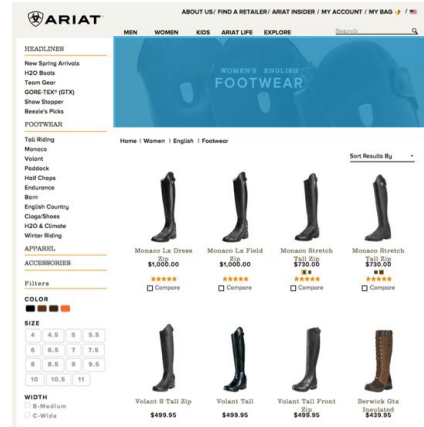 ARIAT
ABOUT US/ FIND A RETAILER/ ARIAT INSIDER / MY ACCOUNT / MY BAG /
MEN WOMEN KIDS ARIAT LIFE EXPLORE Search
HEADLINES
New Spring Arrivals
H2O Boots
Team Gear
GORE-TEX® (GTX)
Show Stopper
Beezie's Picks
FOOTWEAR
Tall Riding
Monaco
Volant
Paddock
Half Chaps
Endurance
Barn
English Country
Clogs/Shoes
H2O & Climate
Winter Riding
APPAREL
ACCESSORIES
Filters
COLOR
SIZE
4 4.5 5 5.5
6 6.5 7 7.5
8 8.5 9 9.5
10 10.5 11
WIDTH
B-Medium
C-Wide
WOMEN'S ENGLISH
FOOTWEAR
Home | Women | English | Footwear
Sort Results By
Monaco Lx Dress Zip
$1,000.00
Compare
Monaco Lx Field Zip
$1,000.00
Compare
Monaco Stretch Tall Zip
$730.00
Compare
Monaco Stretch Tall Zip
$730.00
Compare
Volant S Tall Zip
$499.95
Volant Tall
$499.95
Volant Tall Front Zip
$499.95
Berwick Gtx Insulated
$439.95